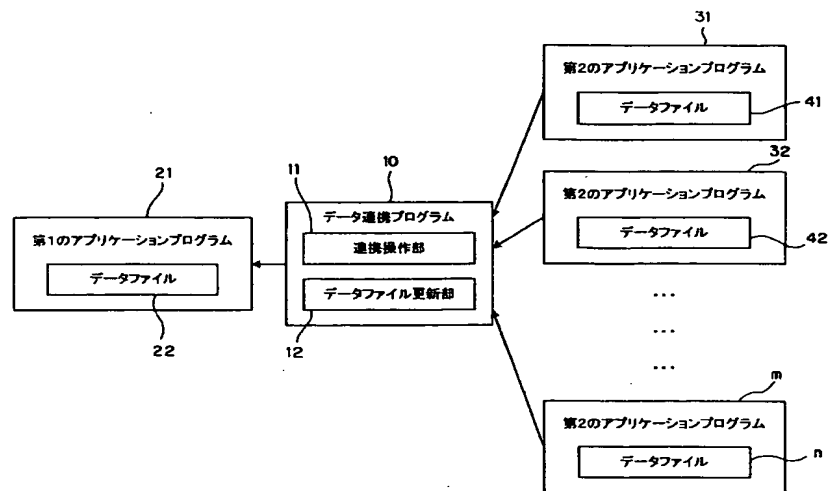 31
第2のアプリケーションプログラム
データファイル
41
32
第2のアプリケーションプログラム
データファイル
42
10
11
データ連携プログラム
連携操作部
データファイル更新部
12
21
第1のアプリケーションプログラム
データファイル
22
...
...
...
m
第2のアプリケーションプログラム
データファイル
n